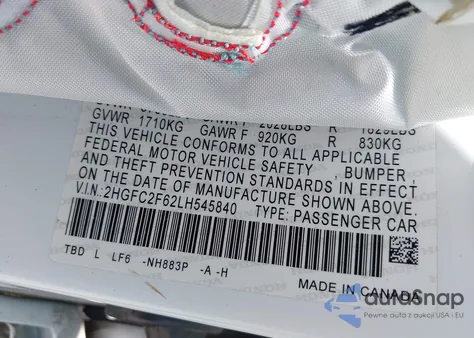 2028LBS R 1829LBS
GVWR 1710KG GAWR F 920KG R 830KG
THIS VEHICLE CONFORMS TO ALL APPLICABLE
FEDERAL MOTOR VEHICLE SAFETY , BUMPER
AND THEFT PREVENTION STANDARDS IN EFFECT
ON THE DATE OF MANUFACTURE SHOWN ABOVE.
V.I.N:2HGFC2F62LH545840 TYPE: PASSENGER CAR
TBD L LF6 -NH883P -A -H
MADE IN CANADA
autoSnap
Pewne auta z aukcji USA i EU